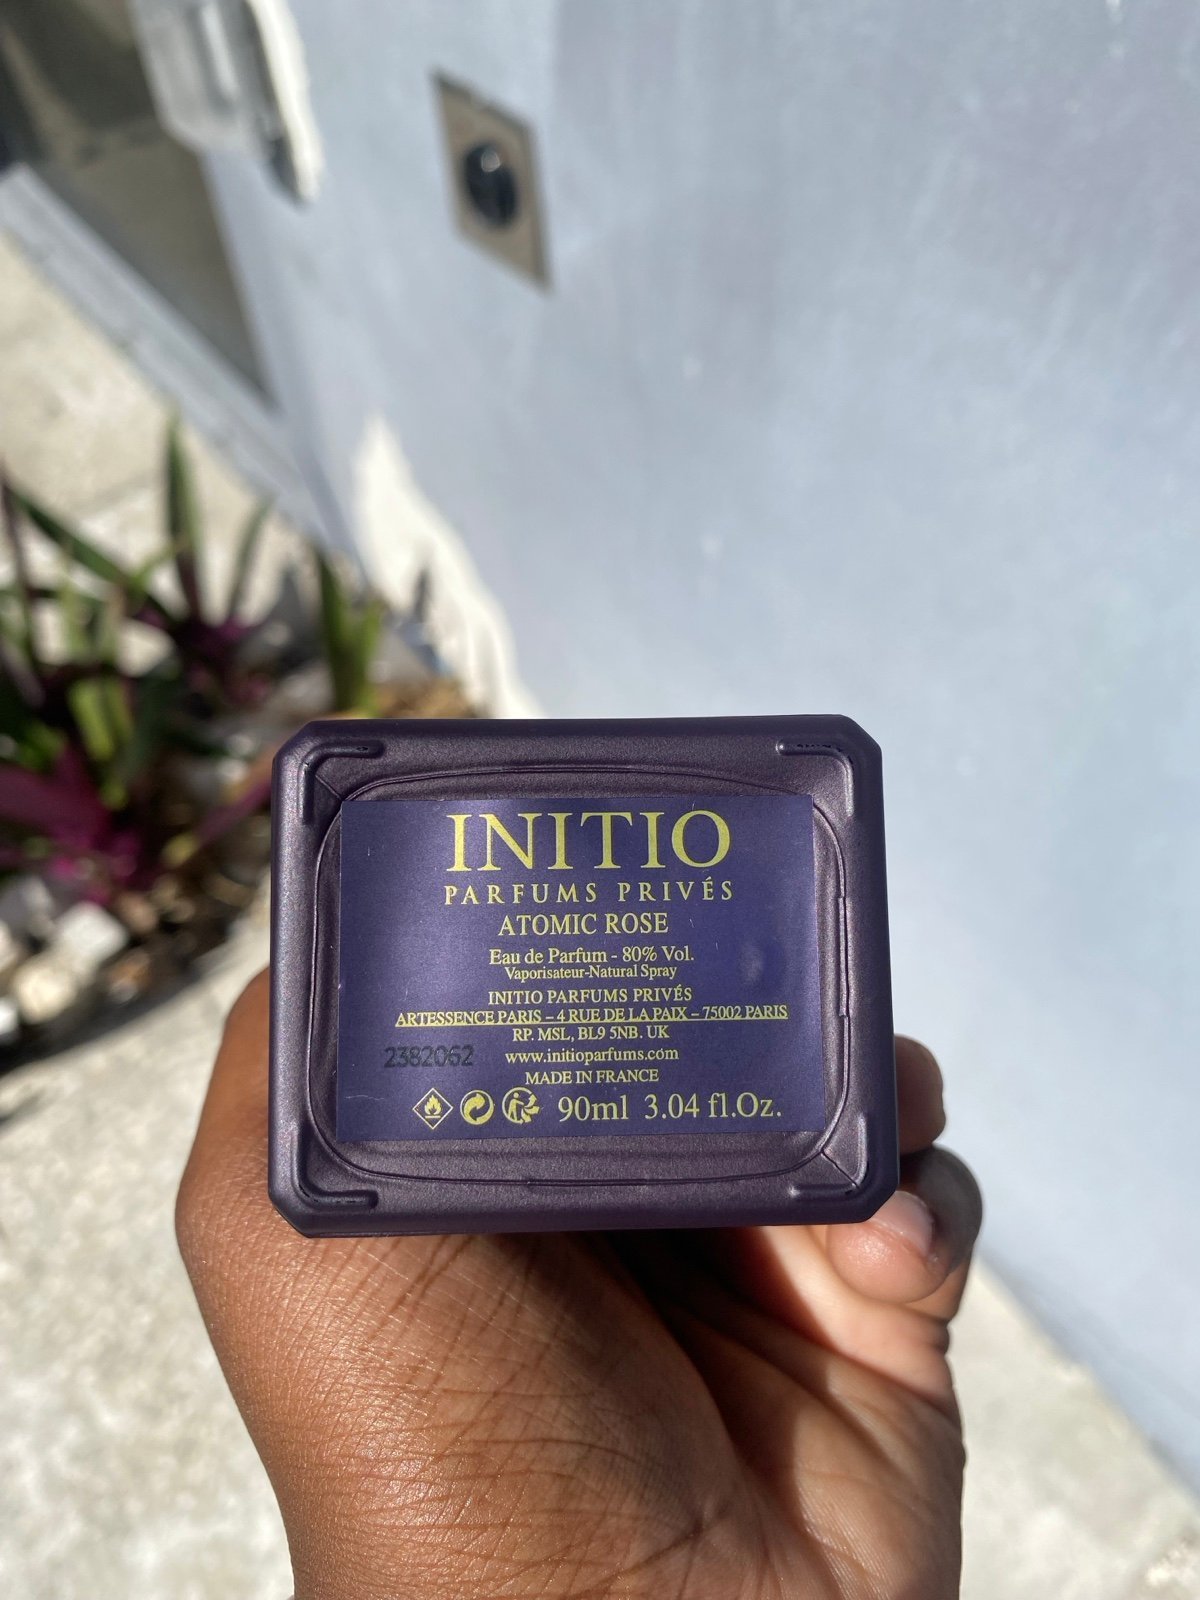 INITIO
PARFUMS PRIVÉS
ATOMIC ROSE
Eau de Parfum - 80% Vol.
Vaporisateur-Natural Spray
INITIO PARFUMS PRIVÉS
ARTESSENCE PARIS – 4 RUE DE LA PAIX – 75002 PARIS
RP. MSL, BL9 5NB. UK
2382062 www.initioparfums.com
MADE IN FRANCE
90ml 3.04 fl.Oz.